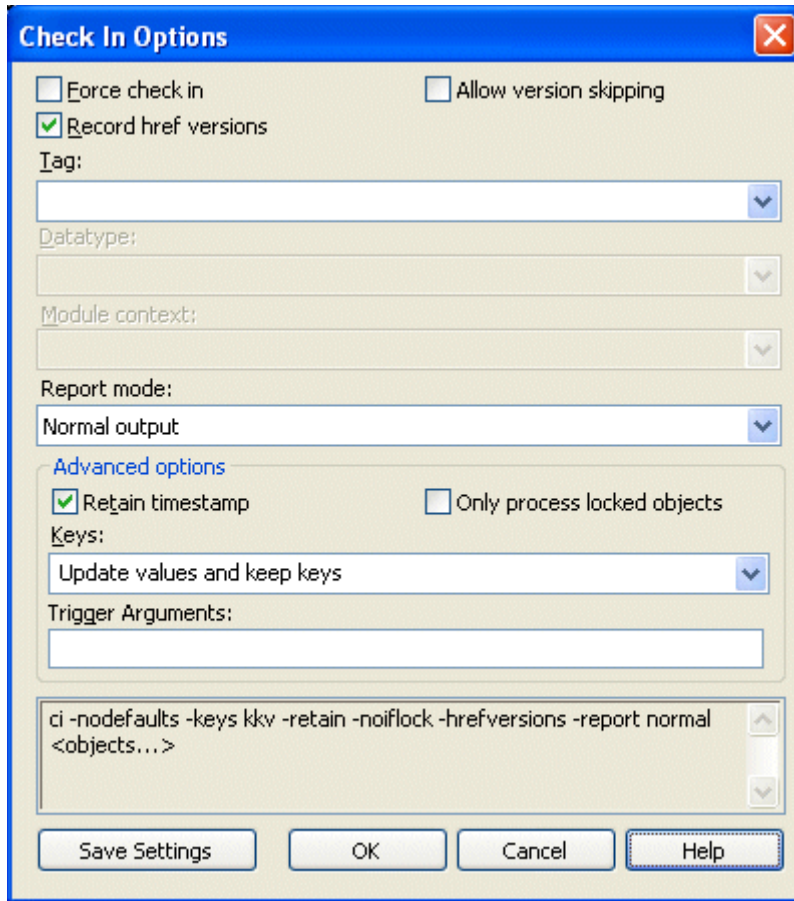 Check In Options
Force check in
Allow version skipping
Record href versions
Tag:
Datatype:
Module context:
Report mode:
Normal output
Advanced options
Retain timestamp
Only process locked objects
Keys:
Update values and keep keys
Trigger Arguments:
ci -nodefaults -keys kkv -retain -noiflock -hrefversions -report normal
<objects...>
Save Settings
OK
Cancel
Help